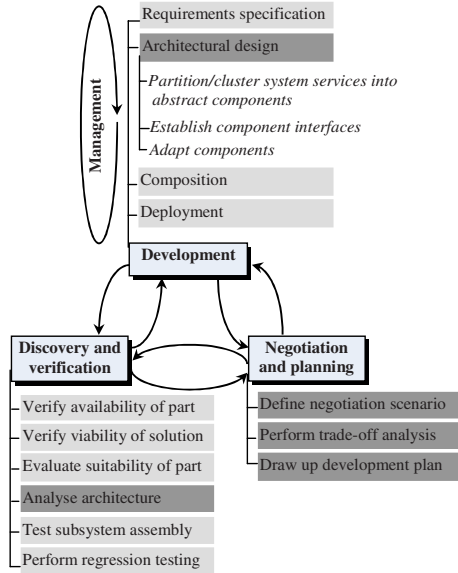 Requirements specification
Architectural design
Partition/cluster system services into
abstract components
Establish component interfaces
Adapt components
Management
Composition
Deployment
Development
Discovery and
verification
Negotiation
and planning
Verify availability of part
Verify viability of solution
Evaluate suitability of part
Analyse architecture
Test subsystem assembly
Perform regression testing
Define negotiation scenario
Perform trade-off analysis
Draw up development plan